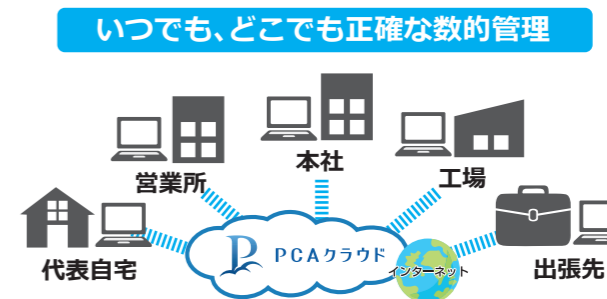 いつでも、どこでも正確な数的管理
本社
営業所
工場
代表自宅
PCAクラウド
インターネット
出張先